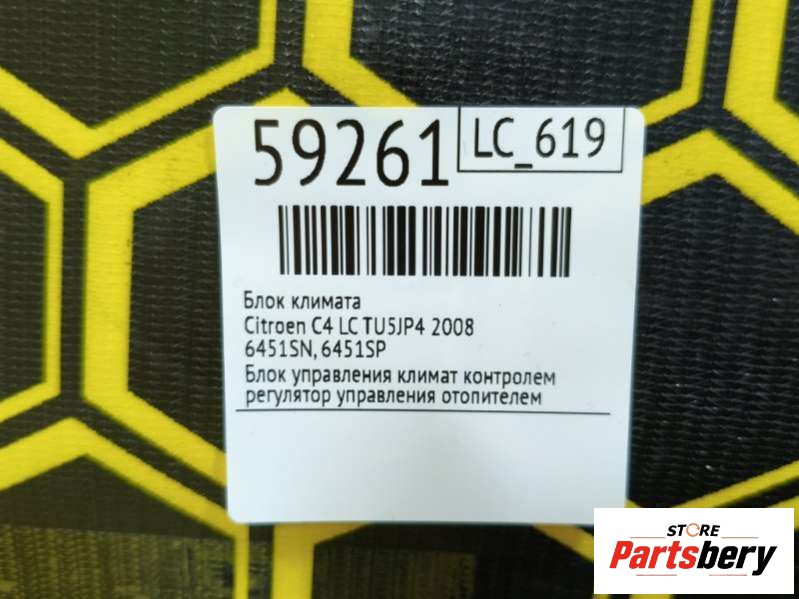 59261
LC_619
Блок климата
Citroen C4 LC TU5JP4 2008
6451SN, 6451SP
Блок управления климат контролем
регулятор управления отопителем
STORE
Partsbery